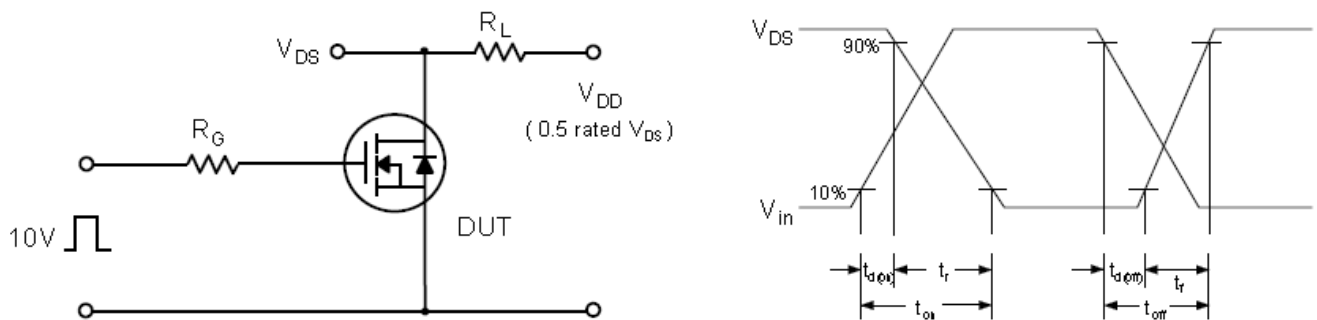 V_DS
R_L
V_DD
( 0.5 rated V_DS )
R_G
10V
DUT
V_DS
90%
10%
V_in
t_d(on)
t_r
t_on
t_d(off)
t_f
t_off